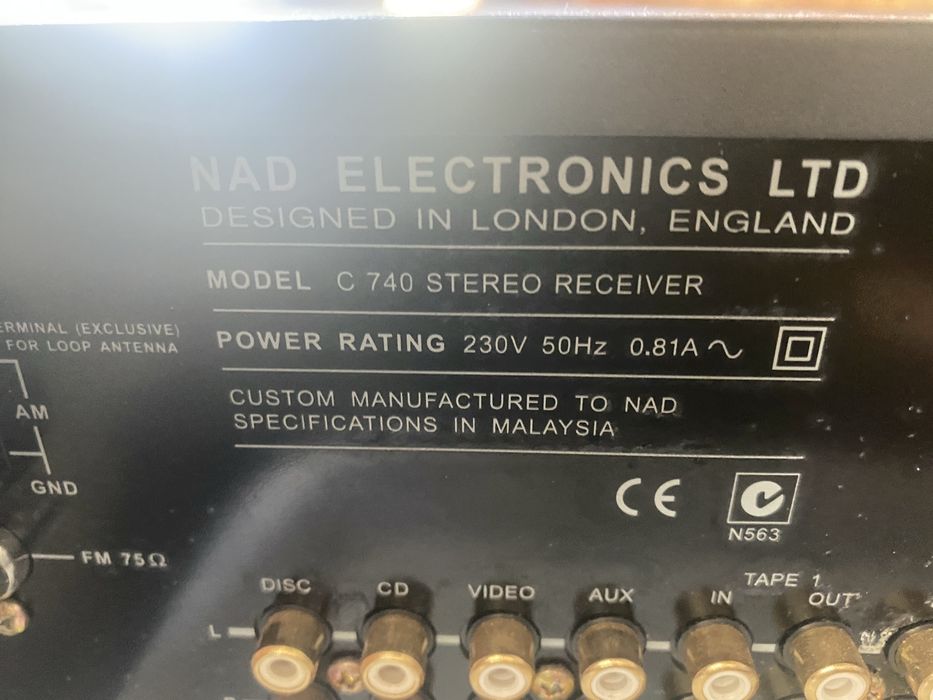 NAD ELECTRONICS LTD
DESIGNED IN LONDON, ENGLAND
MODEL C 740 STEREO RECEIVER
POWER RATING 230V 50Hz 0.81A
CUSTOM MANUFACTURED TO NAD
SPECIFICATIONS IN MALAYSIA
CE
N563
(EXCLUSIVE)
FOR LOOP ANTENNA
AM
GND
FM 75Ω
DISC CD VIDEO AUX IN TAPE 1 OUT
L